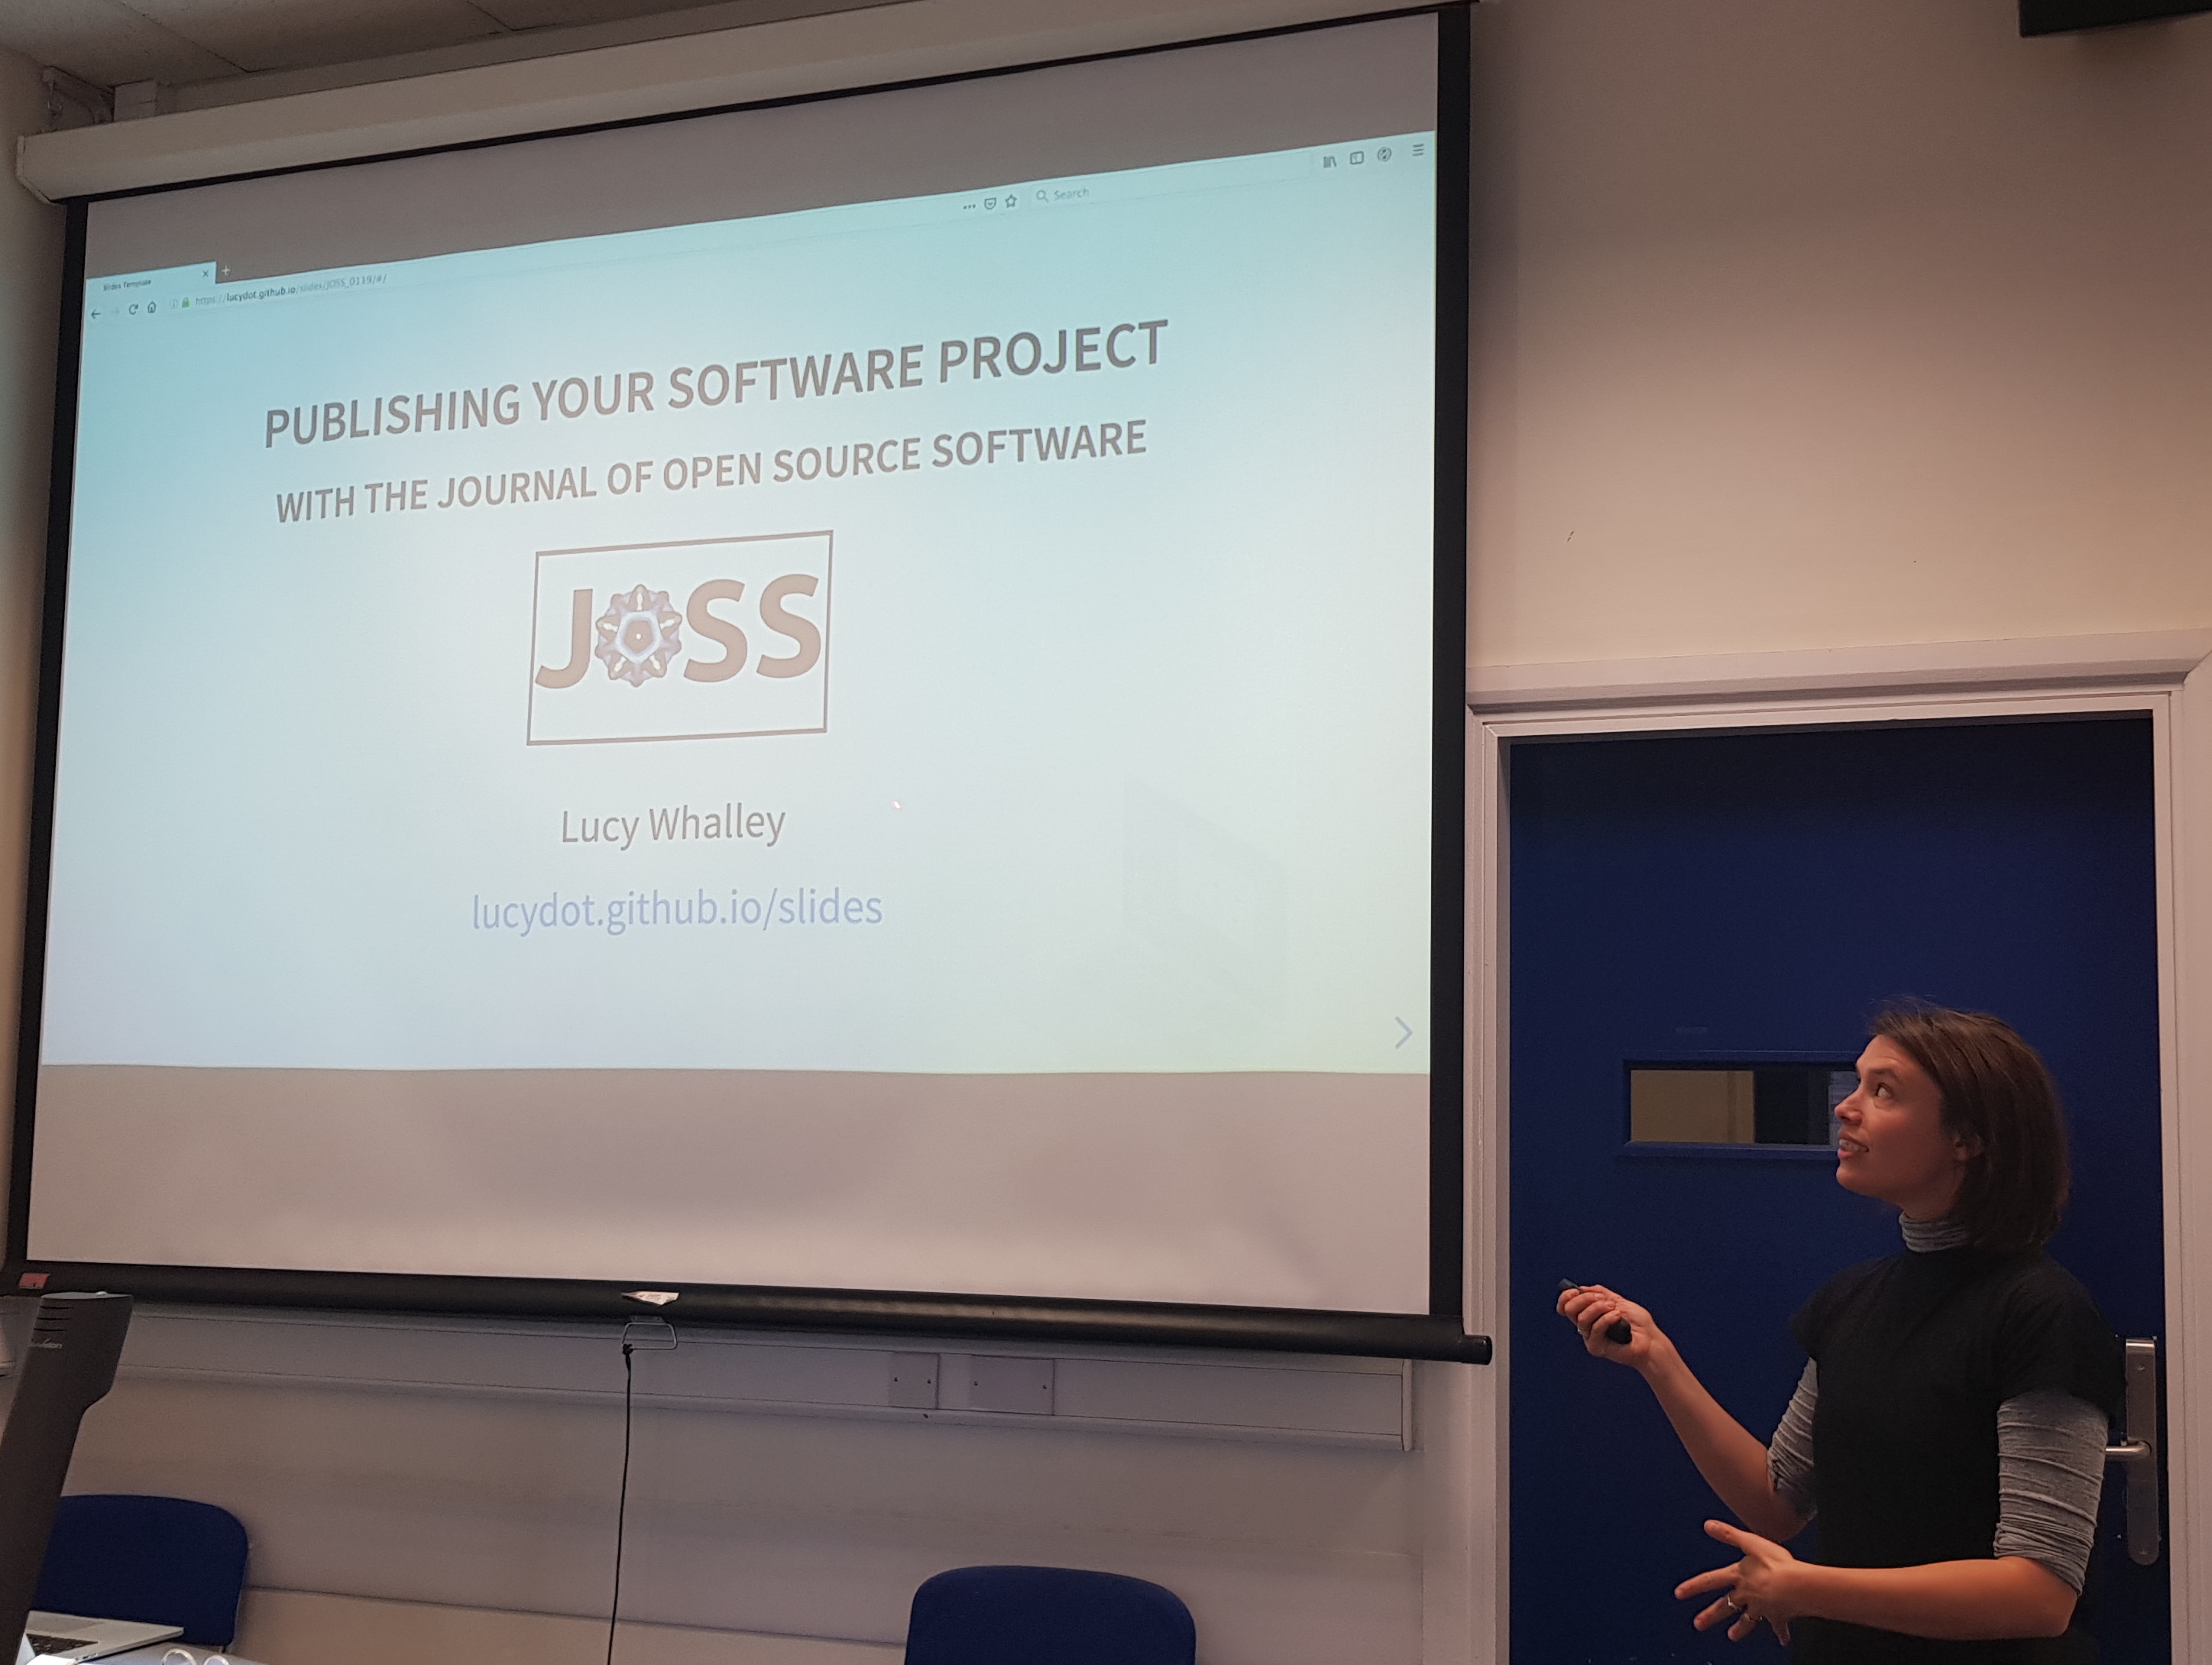 Slides Template
https://lucydot.github.io/slides/JOSS_0119/#/
Search
PUBLISHING YOUR SOFTWARE PROJECT
WITH THE JOURNAL OF OPEN SOURCE SOFTWARE
JOSS
Lucy Whalley
lucydot.github.io/slides